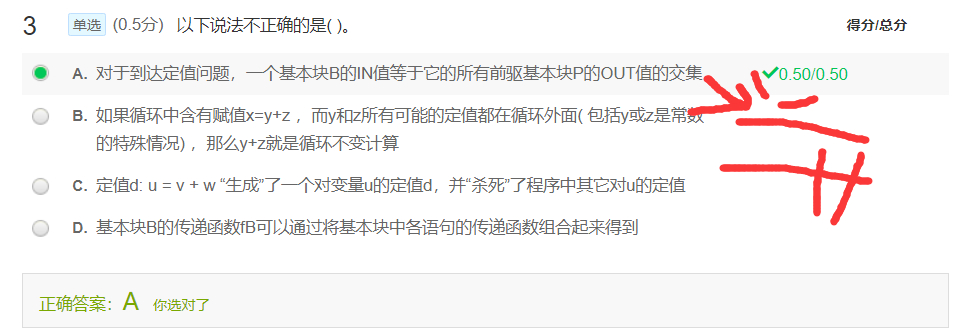 3 单选 (0.5分) 以下说法不正确的是( )。 得分/总分
A. 对于到达定值问题，一个基本块B的IN值等于它的所有前驱基本块P的OUT值的交集 0.50/0.50
B. 如果循环中含有赋值x=y+z ，而y和z所有可能的定值都在循环外面( 包括y或z是常数
的特殊情况) ，那么y+z就是循环不变计算
C. 定值d: u = v + w “生成”了一个对变量u的定值d，并“杀死”了程序中其它对u的定值
D. 基本块B的传递函数fB可以通过将基本块中各语句的传递函数组合起来得到
正确答案：A 你选对了